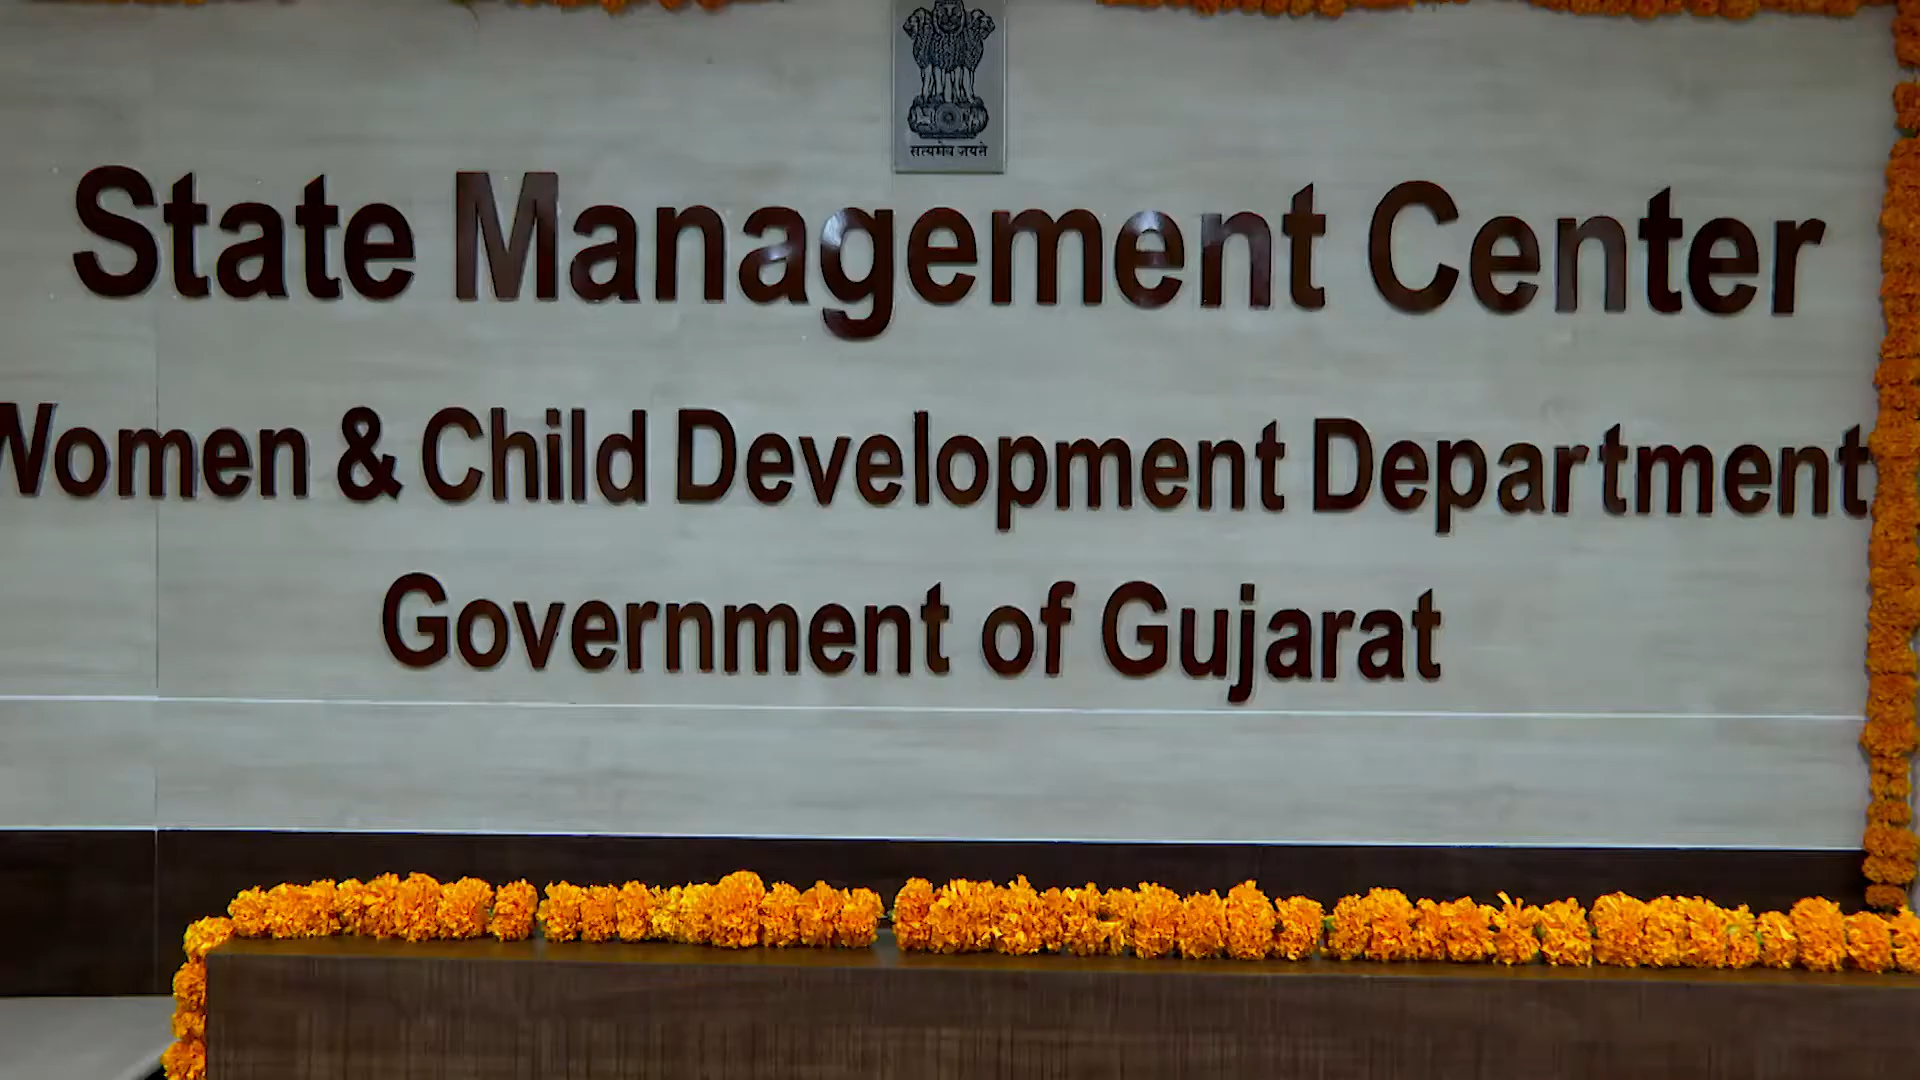 सत्यमेव जयते
State Management Center
Women & Child Development Department
Government of Gujarat